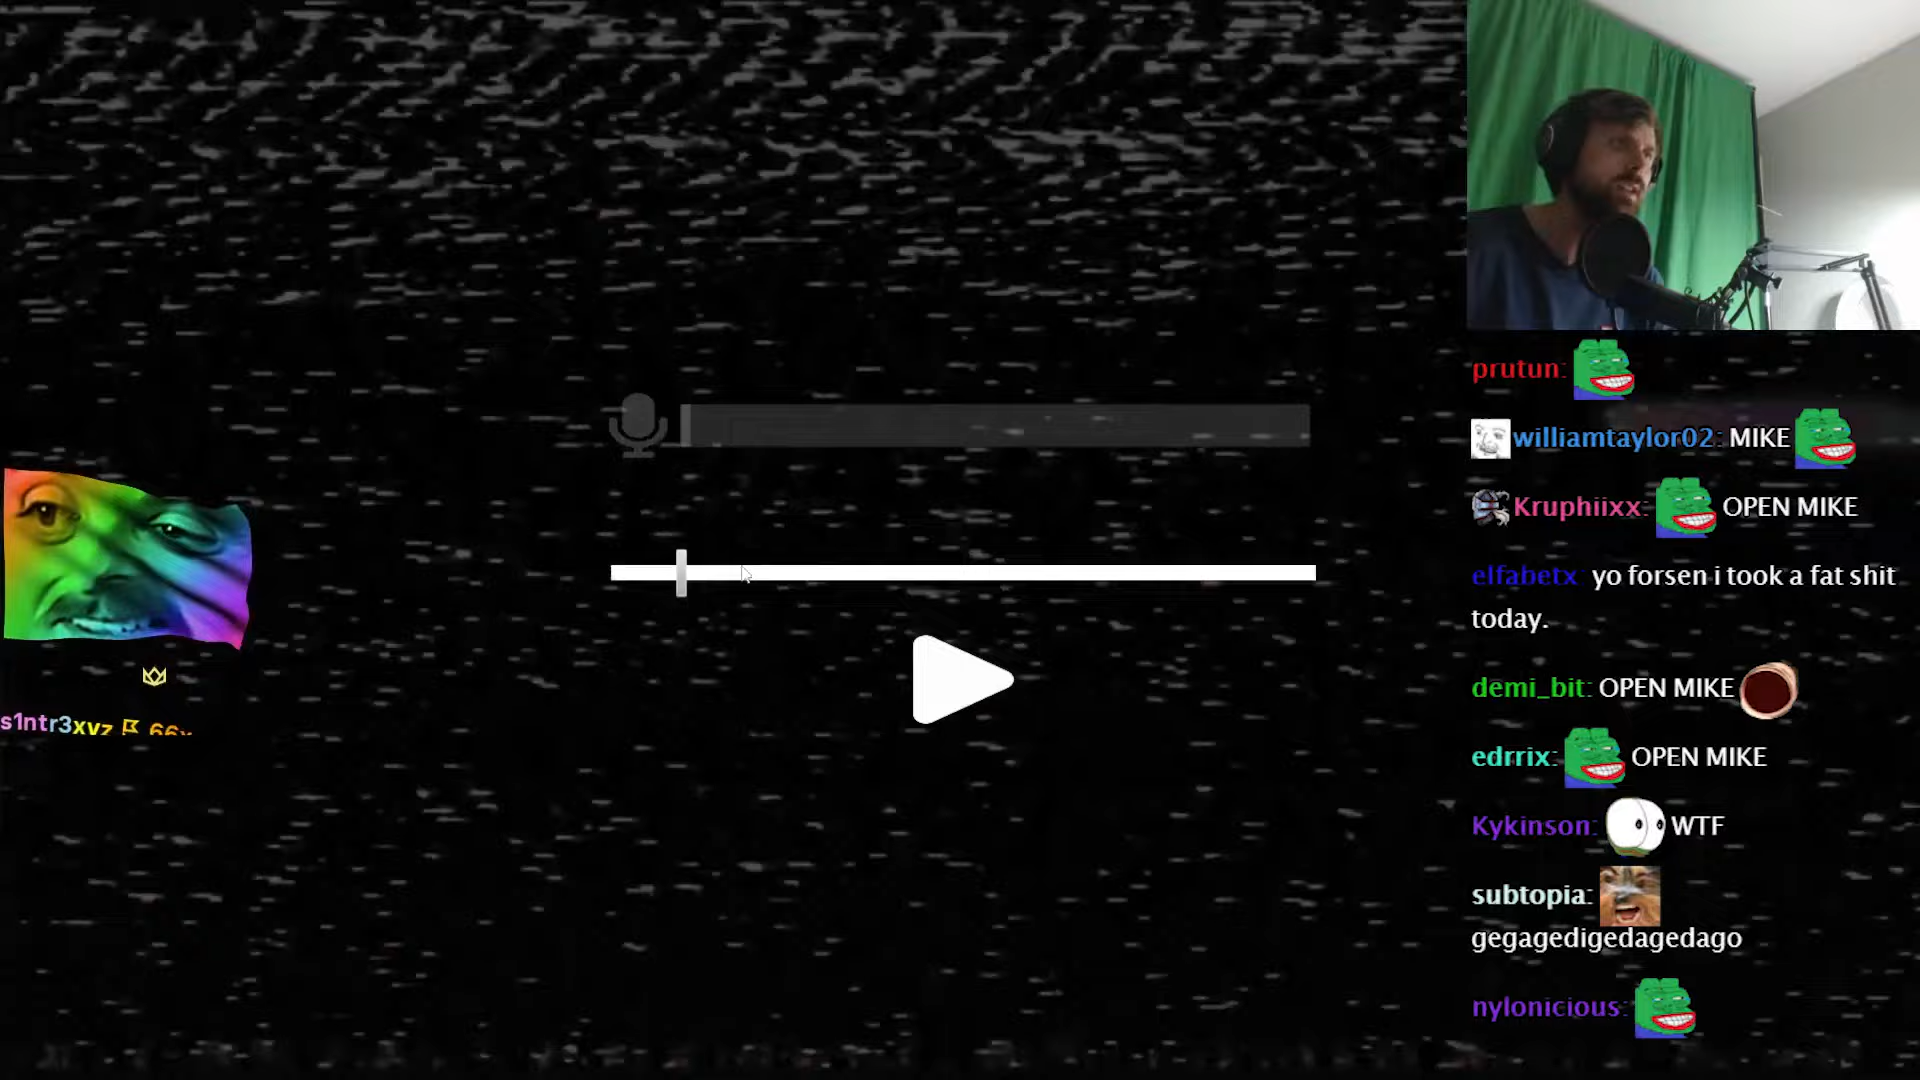 prutun:
williamtaylor02: MIKE
Kruphiixx: OPEN MIKE
elfabetx: yo forsen i took a fat shit
today.
demi_bit: OPEN MIKE
edrrix: OPEN MIKE
Kykinson: WTF
subtopia:
gegagedigedagedago
nylonicious:
s1ntr3xvz